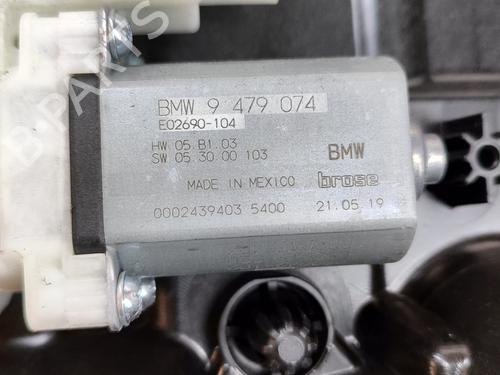 BMW 9 479 074
E02690-104
HW 05.B1.03
SW 05.30.00 103
BMW
MADE IN MEXICO
brose
0002439403 5400
21.05.19
B-PARTS